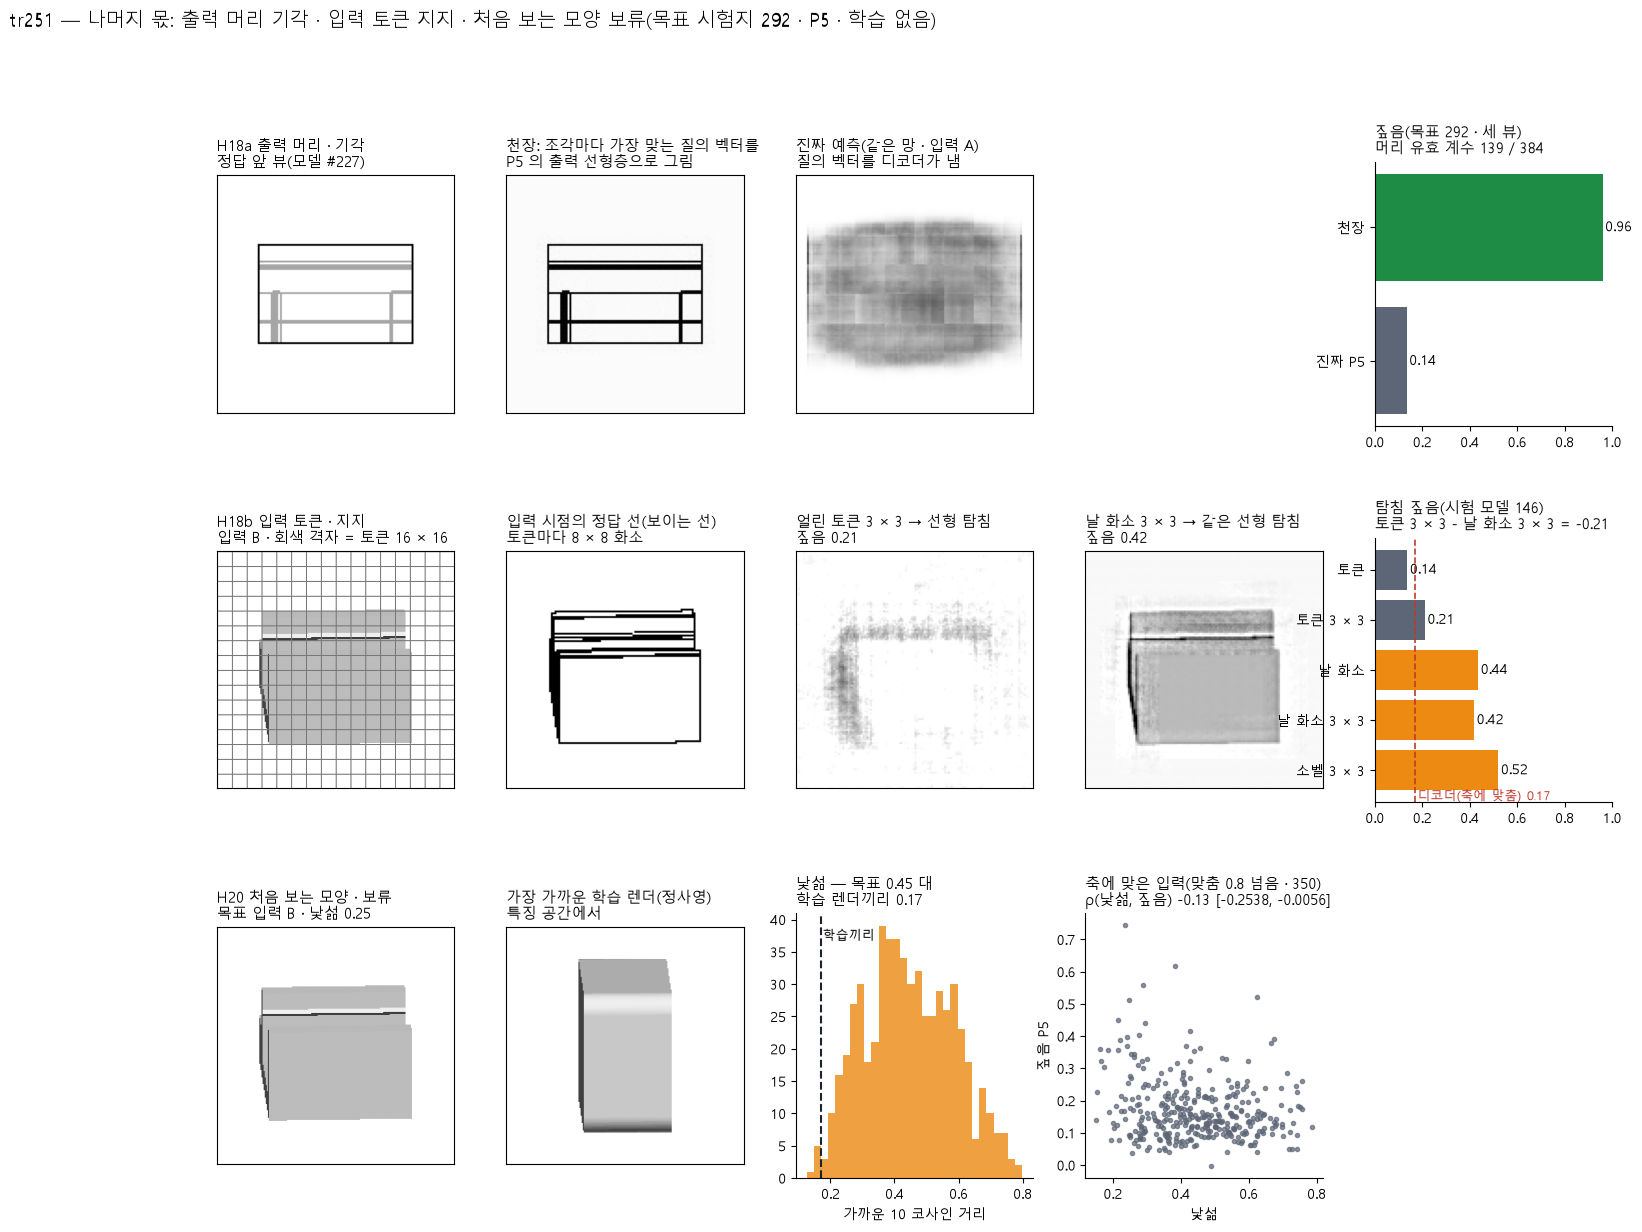 tr251 — 나머지 몫: 출력 머리 기각 · 입력 토큰 지지 · 처음 보는 모양 보류(목표 시험지 292 · P5 · 학습 없음)
H18a 출력 머리 · 기각
정답 앞 뷰(모델 #227)
천장: 조각마다 가장 맞는 질의 벡터를
P5 의 출력 선형층으로 그림
진짜 예측(같은 망 · 입력 A)
질의 벡터를 디코더가 냄
짚음(목표 292 · 세 뷰)
머리 유효 계수 139 / 384
천장
0.96
진짜 P5
0.14
0.0 0.2 0.4 0.6 0.8 1.0
H18b 입력 토큰 · 지지
입력 B · 회색 격자 = 토큰 16 × 16
입력 시점의 정답 선(보이는 선)
토큰마다 8 × 8 화소
얼린 토큰 3 × 3 → 선형 탐침
짚음 0.21
날 화소 3 × 3 → 같은 선형 탐침
짚음 0.42
탐침 짚음(시험 모델 146)
토큰 3 × 3 - 날 화소 3 × 3 = -0.21
토큰
0.14
토큰 3 × 3
0.21
날 화소
0.44
날 화소 3 × 3
0.42
소벨 3 × 3
0.52
디코더(축에 맞춤) 0.17
0.0 0.2 0.4 0.6 0.8 1.0
H20 처음 보는 모양 · 보류
목표 입력 B · 낯섦 0.25
가장 가까운 학습 렌더(정사영)
특징 공간에서
낯섦 — 목표 0.45 대
학습 렌더끼리 0.17
학습끼리
40
35
30
25
20
15
10
5
0
0.2 0.4 0.6 0.8
가까운 10 코사인 거리
축에 맞은 입력(맞춤 0.8 넘음 · 350)
ρ(낯섦, 짚음) -0.13 [-0.2538, -0.0056]
짚음 P5
0.7
0.6
0.5
0.4
0.3
0.2
0.1
0.0
0.2 0.4 0.6 0.8
낯섦